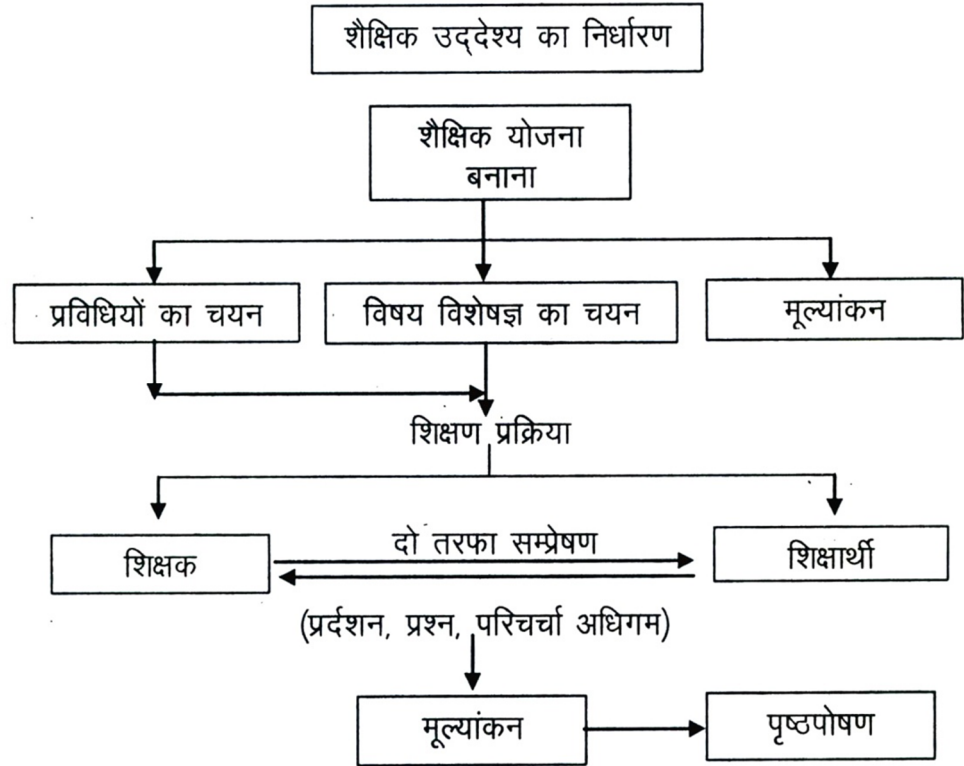 शैक्षिक उद्‌देश्य का निर्धारण
शैक्षिक योजना
बनाना
प्रविधियों का चयन
विषय विशेषज्ञ का चयन
मूल्यांकन
शिक्षण प्रक्रिया
दो तरफा सम्प्रेषण
शिक्षक
शिक्षार्थी
(प्रर्दशन, प्रश्न, परिचर्चा अधिगम)
मूल्यांकन
पृष्ठपोषण